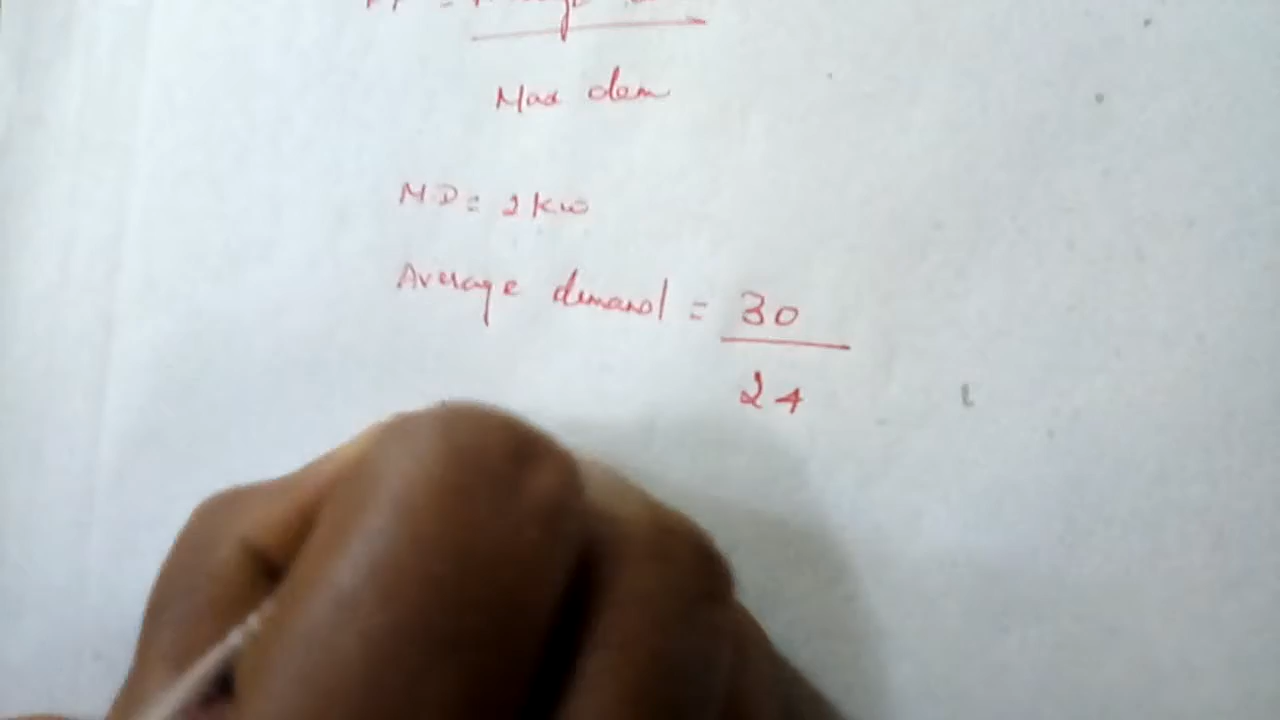 =
Max dem
MD = 2 Kw
Average demand = 30
24